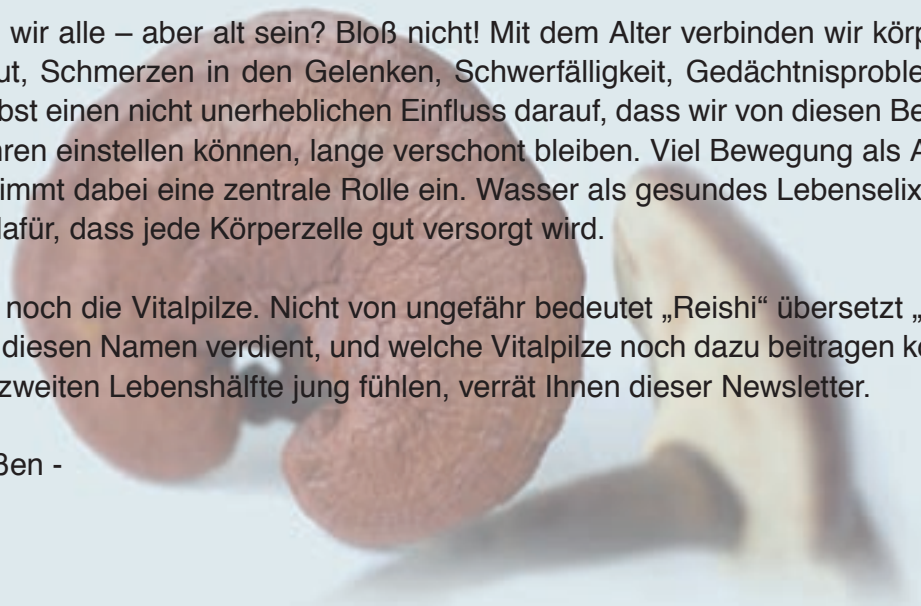 wir alle – aber alt sein? Bloß nicht! Mit dem Alter verbinden wir körp
ut, Schmerzen in den Gelenken, Schwerfälligkeit, Gedächtnisproble
bst einen nicht unerheblichen Einfluss darauf, dass wir von diesen Be
hren einstellen können, lange verschont bleiben. Viel Bewegung als A
immt dabei eine zentrale Rolle ein. Wasser als gesundes Lebenselix
dafür, dass jede Körperzelle gut versorgt wird.
noch die Vitalpilze. Nicht von ungefähr bedeutet „Reishi“ übersetzt „
diesen Namen verdient, und welche Vitalpilze noch dazu beitragen k
zweiten Lebenshälfte jung fühlen, verrät Ihnen dieser Newsletter.
ßen -